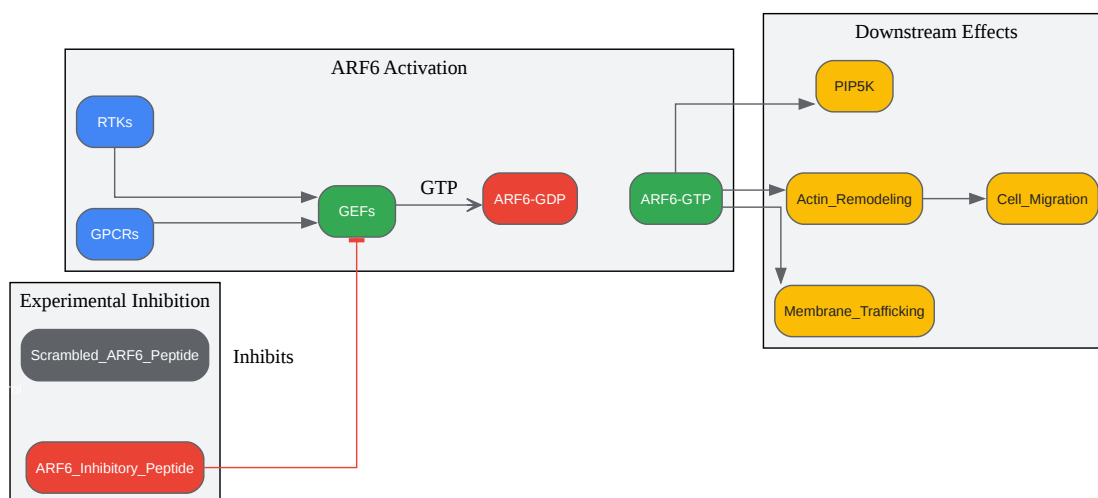 Downstream Effects
ARF6 Activation
PIP5K
RTKs
GTP
ARF6-GDP
ARF6-GTP
Actin_Remodeling
Cell_Migration
GEFs
GPCRs
Experimental Inhibition
Membrane_Trafficking
Scrambled_ARF6_Peptide
Inhibits
ARF6_Inhibitory_Peptide